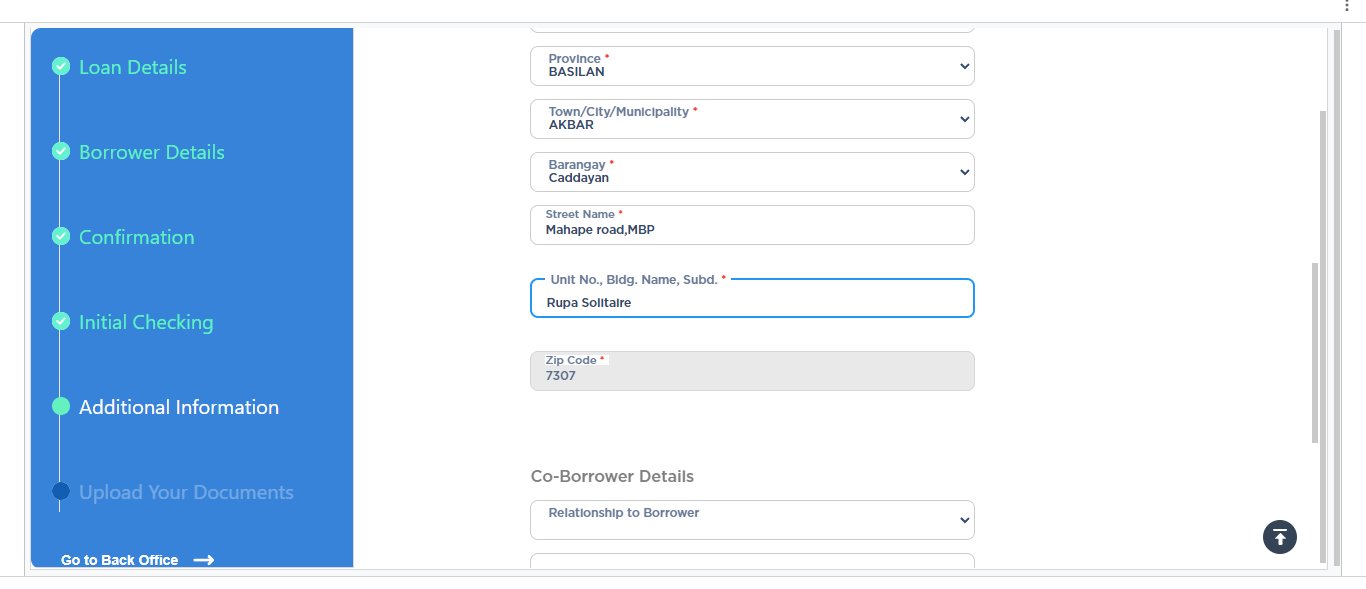 Loan Details
Borrower Details
Confirmation
Initial Checking
Additional Information
Upload Your Documents
Go to Back Office
Province *
BASILAN
Town/City/Municipality *
AKBAR
Barangay *
Caddayan
Street Name *
Mahape road,MBP
Unit No., Bldg. Name, Subd. *
Rupa Solitaire
Zip Code *
7307
Co-Borrower Details
Relationship to Borrower